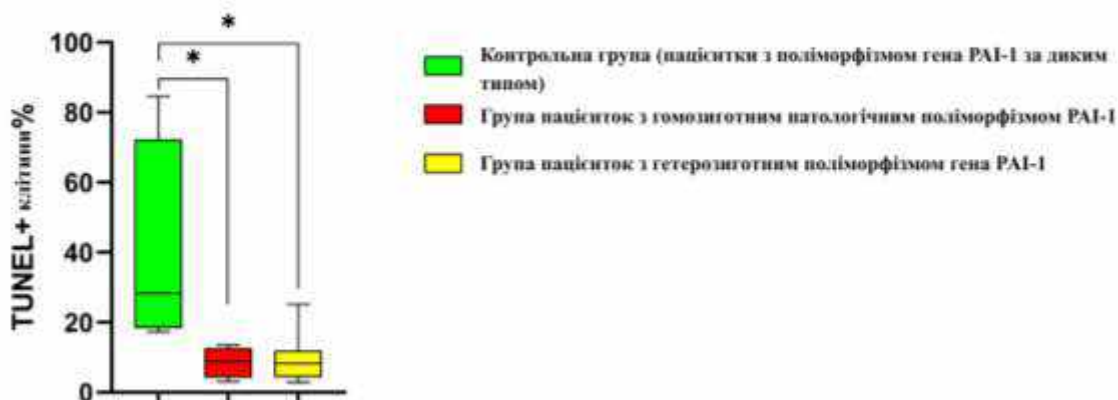 *
*
100
80
60
40
20
0
TUNEL+ клітини%
Контрольна група (пацієнтки з поліморфізмом гена PAI-1 за диким
типом)
Група пацієнток з гомозиготним патологічним поліморфізмом PAI-1
Група пацієнток з гетерозиготним поліморфізмом гена PAI-1